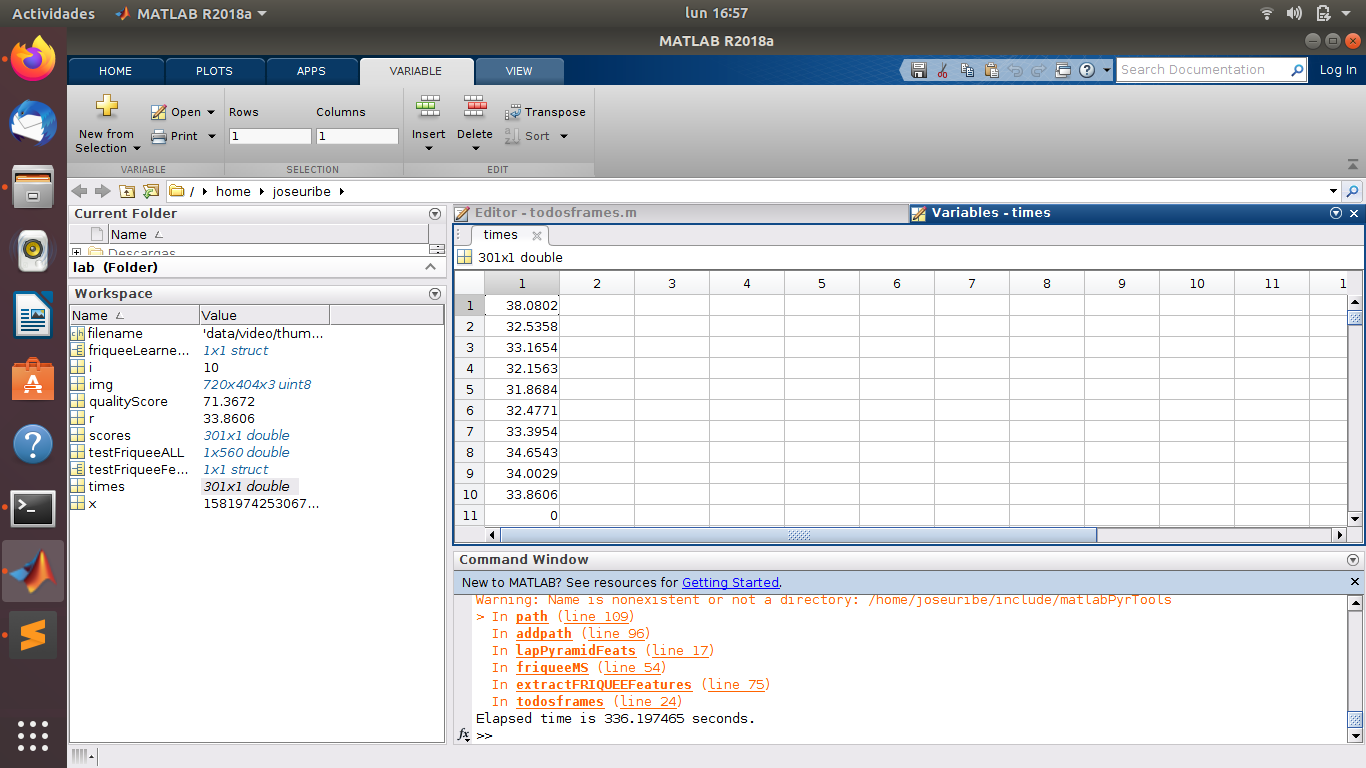 Actividades MATLAB R2018a lun 16:57
MATLAB R2018a
HOME PLOTS APPS VARIABLE VIEW Search Documentation Log In
New from Selection Open Print Rows Columns Insert Delete Transpose Sort
1 1
VARIABLE SELECTION EDIT
/ home joseuribe
Current Folder
Name
Descargas
lab (Folder)
Workspace
Name Value
filename 'data/video/thum...
friqueeLearne... 1x1 struct
i 10
img 720x404x3 uint8
qualityScore 71.3672
r 33.8606
scores 301x1 double
testFriqueeALL 1x560 double
testFriqueeFe... 1x1 struct
times 301x1 double
x 1581974253067...
Editor - todosframes.m Variables - times
times
301x1 double
1 2 3 4 5 6 7 8 9 10 11 1
1 38.0802
2 32.5358
3 33.1654
4 32.1563
5 31.8684
6 32.4771
7 33.3954
8 34.6543
9 34.0029
10 33.8606
11 0
Command Window
New to MATLAB? See resources for Getting Started.
Warning: Name is nonexistent or not a directory: /home/joseuribe/include/matlabPyrTools
> In path (line 109)
In addpath (line 96)
In lapPyramidFeats (line 17)
In friqueeMS (line 54)
In extractFRIQUEEFeatures (line 75)
In todosframes (line 24)
Elapsed time is 336.197465 seconds.
fx >>